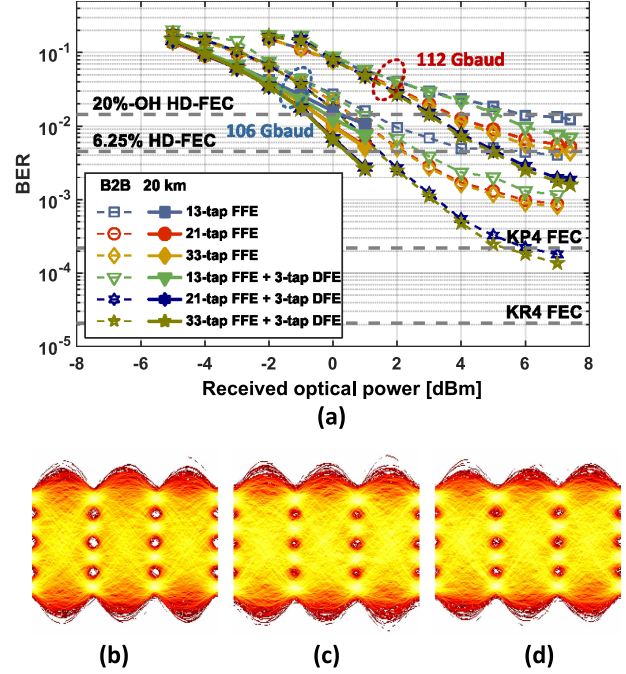 10^0
10^-1
10^-2
10^-3
10^-4
10^-5
BER
112 Gbaud
20%-OH HD-FEC
106 Gbaud
6.25% HD-FEC
B2B 20 km
13-tap FFE
21-tap FFE
33-tap FFE
13-tap FFE + 3-tap DFE
21-tap FFE + 3-tap DFE
33-tap FFE + 3-tap DFE
KP4 FEC
KR4 FEC
-8 -6 -4 -2 0 2 4 6 8
Received optical power [dBm]
(a)
(b) (c) (d)